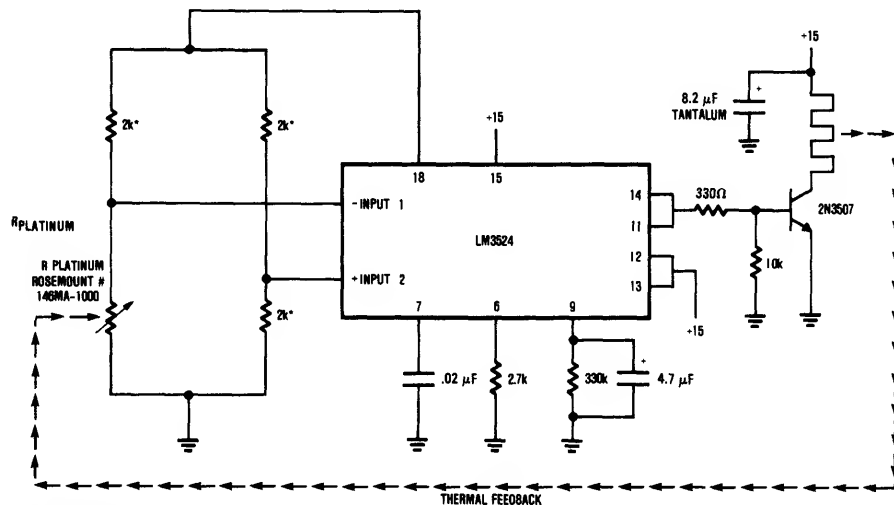 +15
8.2 µF
TANTALUM
+
2k*
2k*
+15
18
15
- INPUT 1
14
11
330Ω
2N3507
LM3524
RPLATINUM
R PLATINUM
ROSEMOUNT #
146MA-1000
+ INPUT 2
12
13
10k
2k*
7
6
9
+15
.02 µF
2.7k
330k
+
4.7 µF
THERMAL FEEDBACK